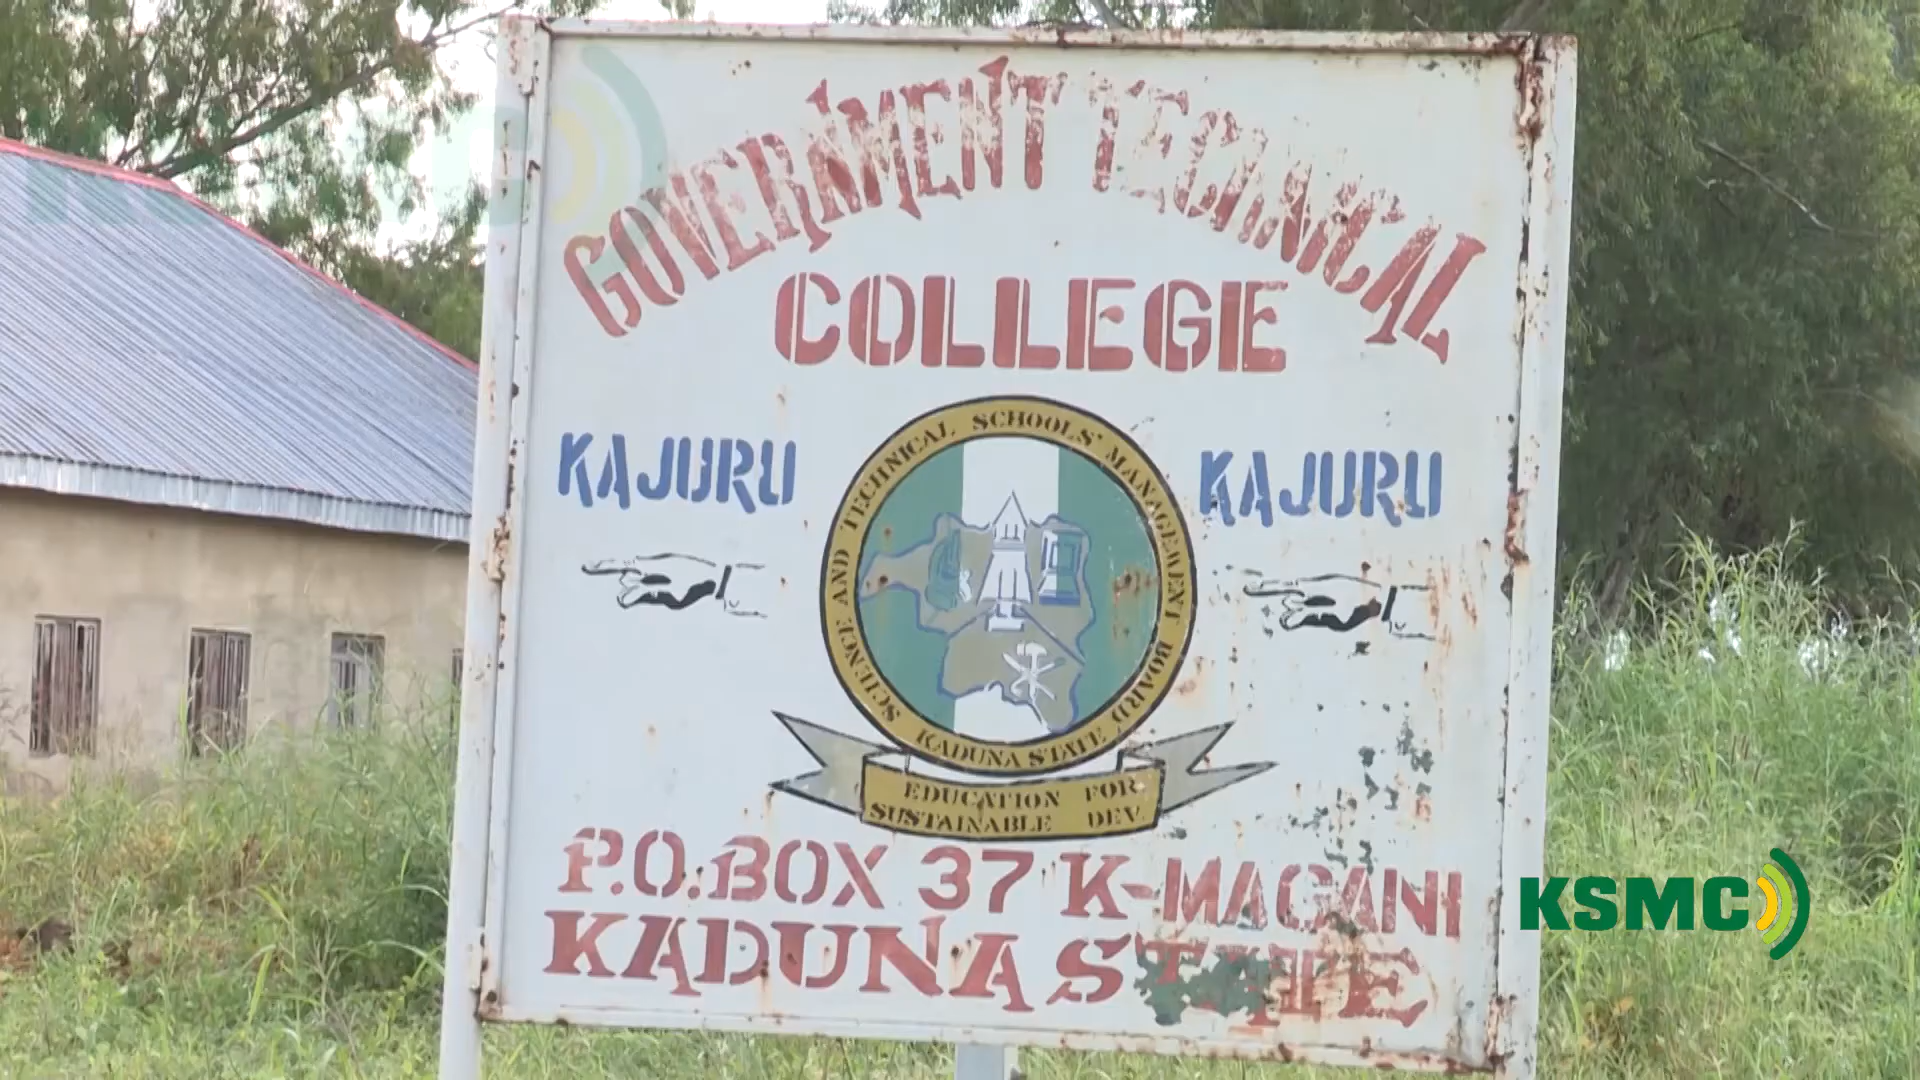 GOVERNMENT TECHNICAL
COLLEGE
KAJURU KAJURU
SCIENCE AND TECHNICAL SCHOOLS' MANAGEMENT BOARD
KADUNA STATE
EDUCATION FOR
SUSTAINABLE DEV.
P.O.BOX 37 K-MAGANI
KADUNA STATE
KSMC